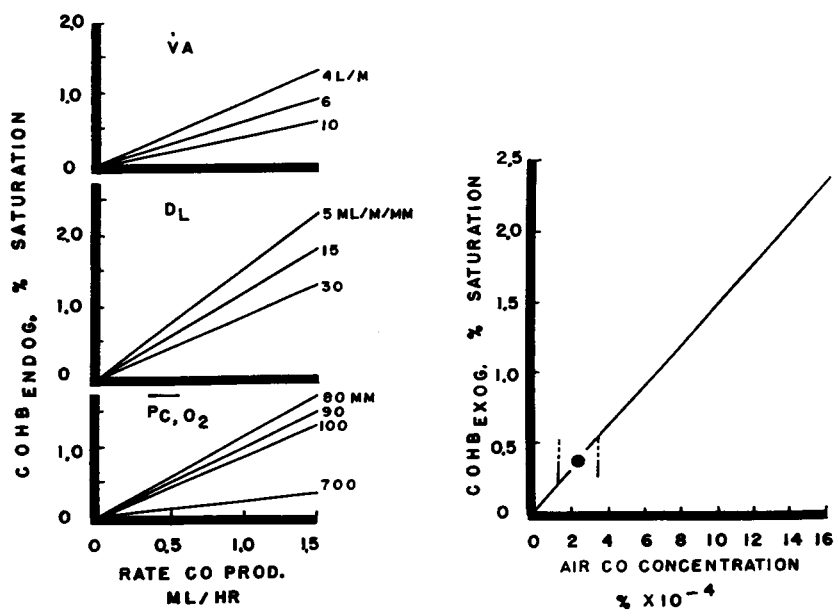 COHB ENDOG. % SATURATION
2.0
1.0
0
V̇A
4 L/M
6
10
2.0
1.0
0
DL
5 ML/M/MM
15
30
1.0
0
PC,O2
80 MM
90
100
700
0 0.5 1.0 1.5
RATE CO PROD.
ML/HR
COHB EXOG. % SATURATION
2.5
2.0
1.5
1.0
0.5
0
0 2 4 6 8 10 12 14 16
AIR CO CONCENTRATION
% X10-4